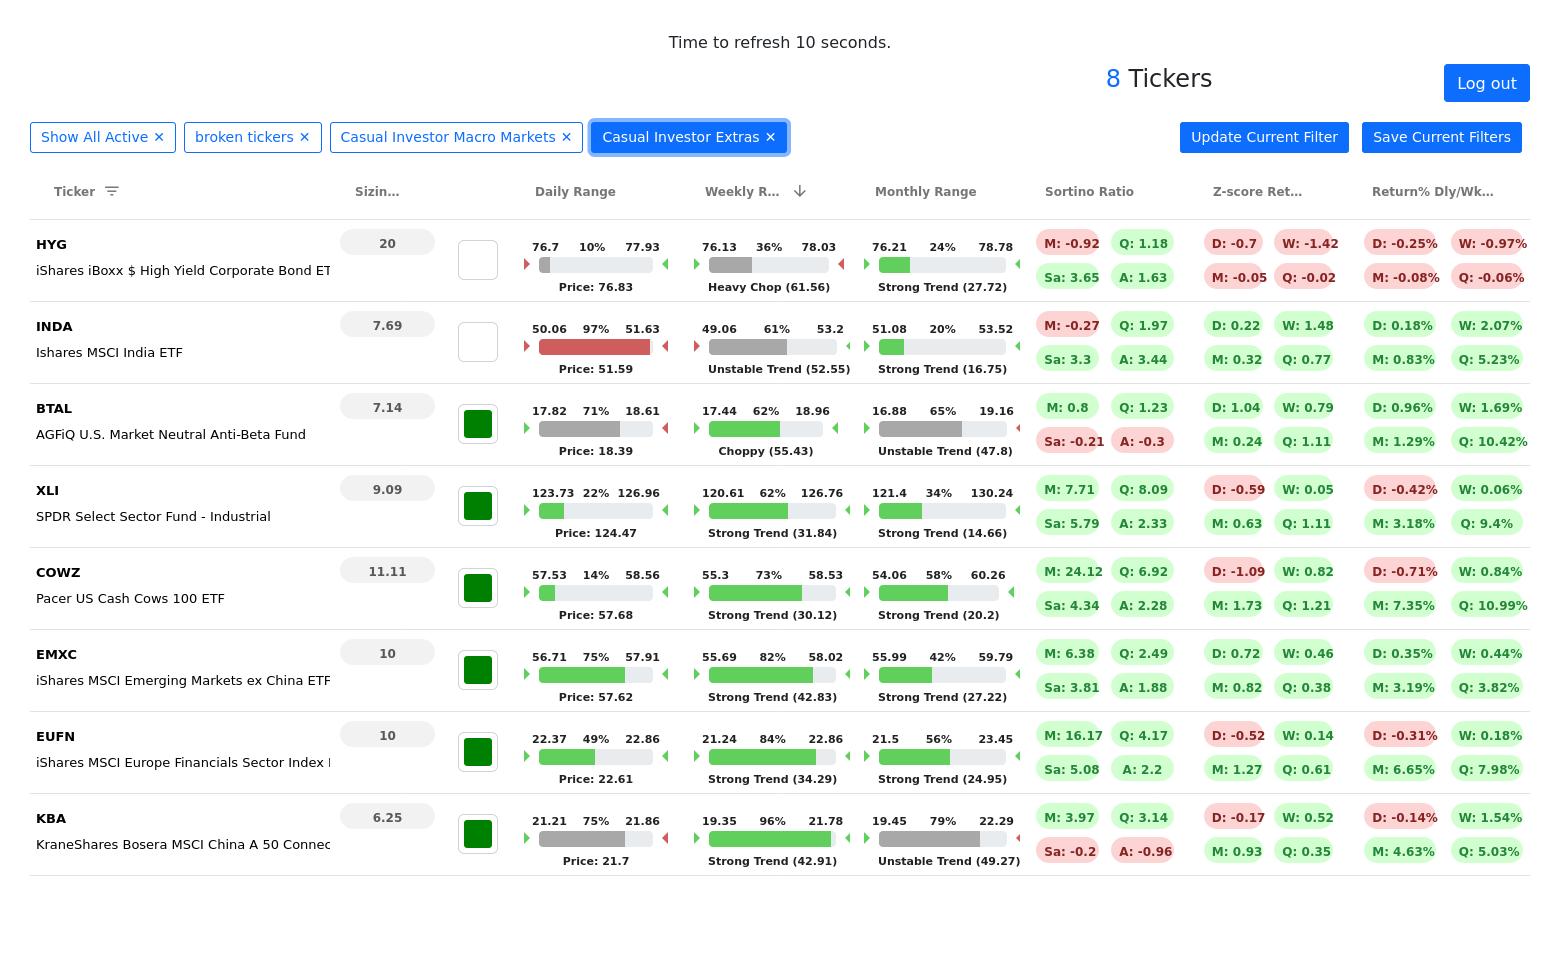 Time to refresh 10 seconds.
8 Tickers
Log out
Show All Active ✕ broken tickers ✕ Casual Investor Macro Markets ✕ Casual Investor Extras ✕ Update Current Filter Save Current Filters
Ticker Sizin... Daily Range Weekly R... Monthly Range Sortino Ratio Z-score Ret... Return% Dly/Wk...
HYG 20 76.7 10% 77.93 76.13 36% 78.03 76.21 24% 78.78 M: -0.92 Q: 1.18 D: -0.7 W: -1.42 D: -0.25% W: -0.97%
iShares iBoxx $ High Yield Corporate Bond ET Price: 76.83 Heavy Chop (61.56) Strong Trend (27.72) Sa: 3.65 A: 1.63 M: -0.05 Q: -0.02 M: -0.08% Q: -0.06%
INDA 7.69 50.06 97% 51.63 49.06 61% 53.2 51.08 20% 53.52 M: -0.27 Q: 1.97 D: 0.22 W: 1.48 D: 0.18% W: 2.07%
Ishares MSCI India ETF Price: 51.59 Unstable Trend (52.55) Strong Trend (16.75) Sa: 3.3 A: 3.44 M: 0.32 Q: 0.77 M: 0.83% Q: 5.23%
BTAL 7.14 17.82 71% 18.61 17.44 62% 18.96 16.88 65% 19.16 M: 0.8 Q: 1.23 D: 1.04 W: 0.79 D: 0.96% W: 1.69%
AGFiQ U.S. Market Neutral Anti-Beta Fund Price: 18.39 Choppy (55.43) Unstable Trend (47.8) Sa: -0.21 A: -0.3 M: 0.24 Q: 1.11 M: 1.29% Q: 10.42%
XLI 9.09 123.73 22% 126.96 120.61 62% 126.76 121.4 34% 130.24 M: 7.71 Q: 8.09 D: -0.59 W: 0.05 D: -0.42% W: 0.06%
SPDR Select Sector Fund - Industrial Price: 124.47 Strong Trend (31.84) Strong Trend (14.66) Sa: 5.79 A: 2.33 M: 0.63 Q: 1.11 M: 3.18% Q: 9.4%
COWZ 11.11 57.53 14% 58.56 55.3 73% 58.53 54.06 58% 60.26 M: 24.12 Q: 6.92 D: -1.09 W: 0.82 D: -0.71% W: 0.84%
Pacer US Cash Cows 100 ETF Price: 57.68 Strong Trend (30.12) Strong Trend (20.2) Sa: 4.34 A: 2.28 M: 1.73 Q: 1.21 M: 7.35% Q: 10.99%
EMXC 10 56.71 75% 57.91 55.69 82% 58.02 55.99 42% 59.79 M: 6.38 Q: 2.49 D: 0.72 W: 0.46 D: 0.35% W: 0.44%
iShares MSCI Emerging Markets ex China ETF Price: 57.62 Strong Trend (42.83) Strong Trend (27.22) Sa: 3.81 A: 1.88 M: 0.82 Q: 0.38 M: 3.19% Q: 3.82%
EUFN 10 22.37 49% 22.86 21.24 84% 22.86 21.5 56% 23.45 M: 16.17 Q: 4.17 D: -0.52 W: 0.14 D: -0.31% W: 0.18%
iShares MSCI Europe Financials Sector Index Price: 22.61 Strong Trend (34.29) Strong Trend (24.95) Sa: 5.08 A: 2.2 M: 1.27 Q: 0.61 M: 6.65% Q: 7.98%
KBA 6.25 21.21 75% 21.86 19.35 96% 21.78 19.45 79% 22.29 M: 3.97 Q: 3.14 D: -0.17 W: 0.52 D: -0.14% W: 1.54%
KraneShares Bosera MSCI China A 50 Connec Price: 21.7 Strong Trend (42.91) Unstable Trend (49.27) Sa: -0.2 A: -0.96 M: 0.93 Q: 0.35 M: 4.63% Q: 5.03%